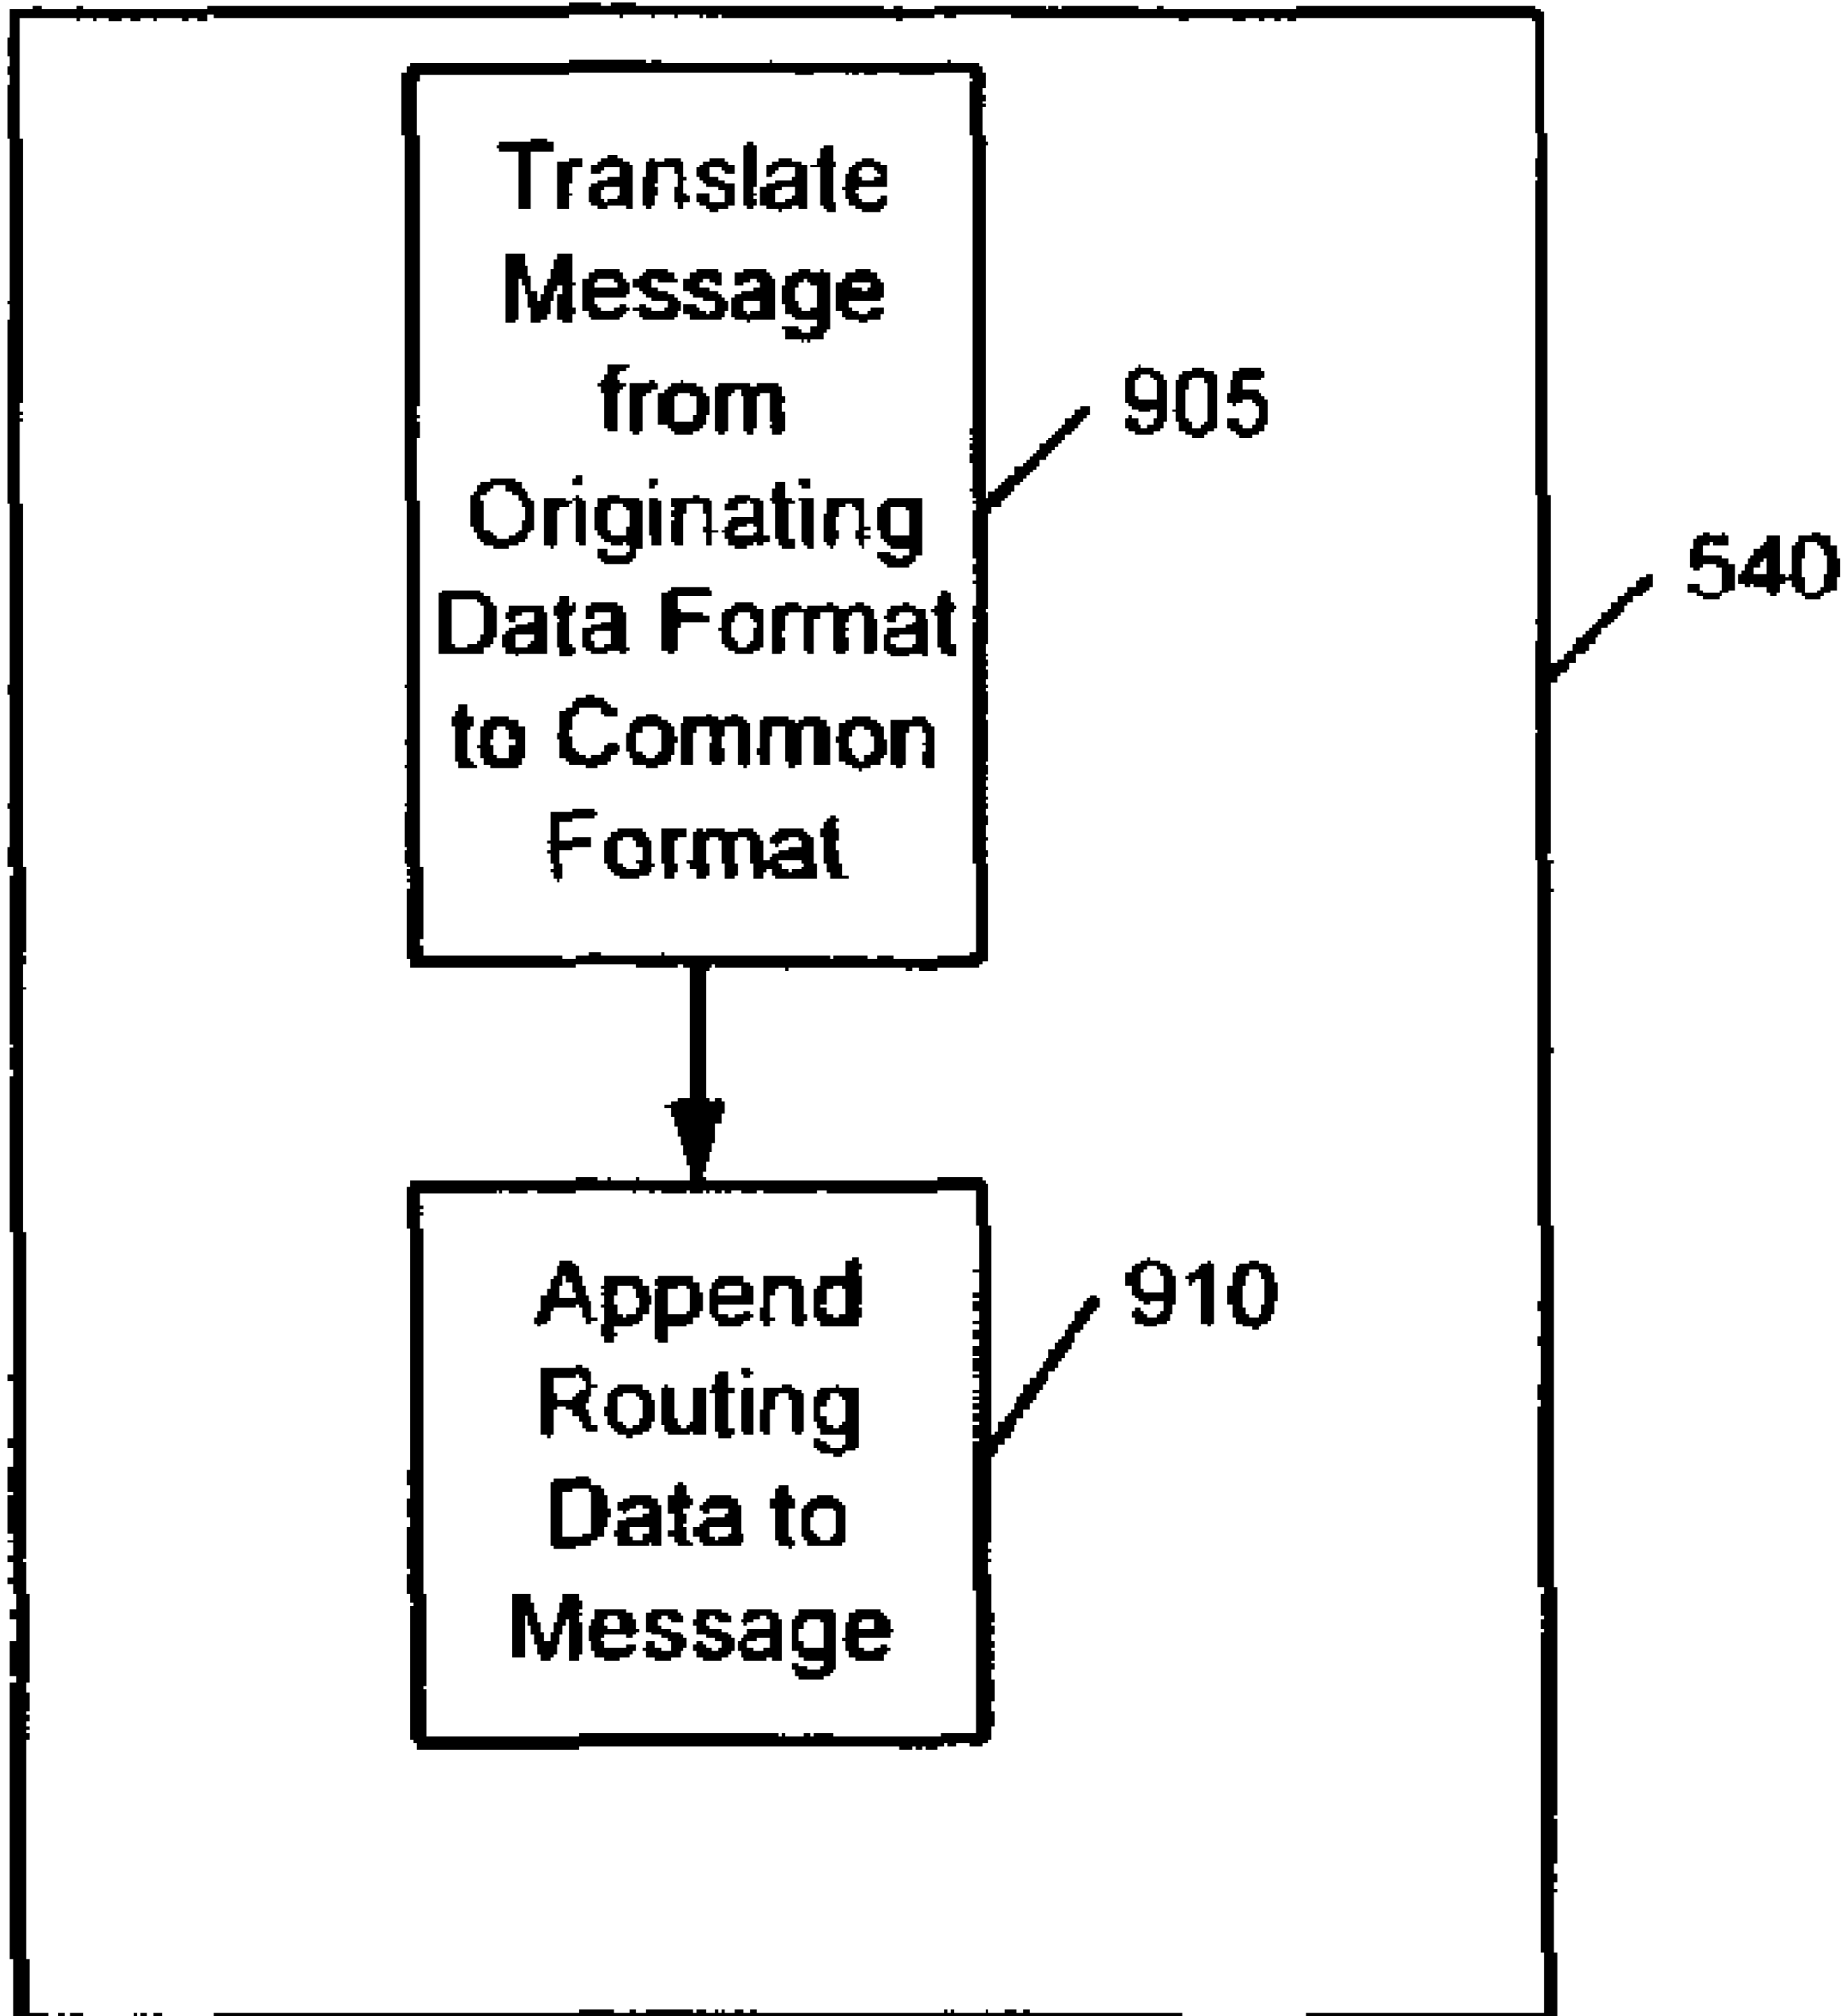 Translate
Message
from
Originating
Data Format
to Common
Format
905
540
Append
Routing
Data to
Message
910